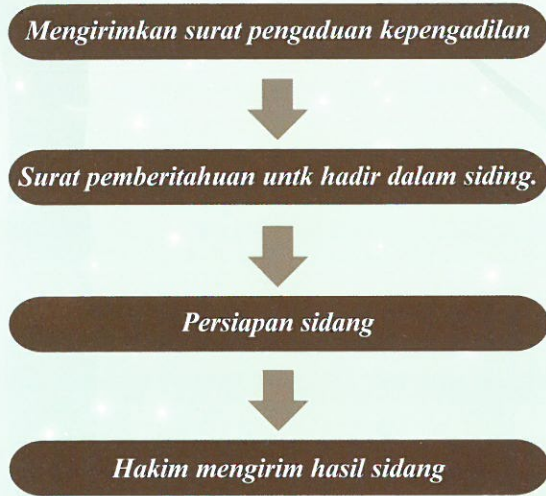 Mengirimkan surat pengaduan kepengadilan
Surat pemberitahuan untk hadir dalam siding.
Persiapan sidang
Hakim mengirim hasil sidang